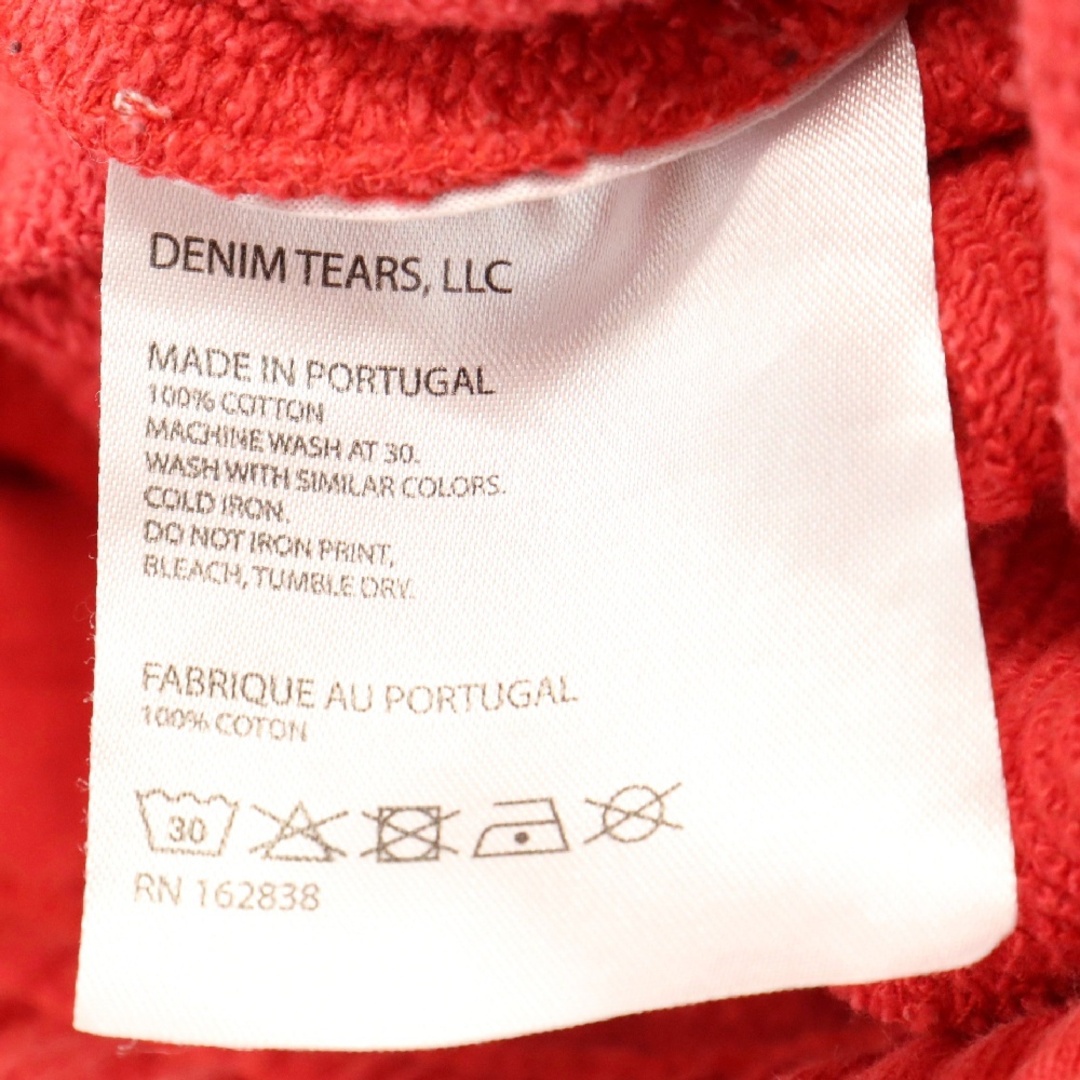 DENIM TEARS, LLC
MADE IN PORTUGAL
100% COTTON
MACHINE WASH AT 30.
WASH WITH SIMILAR COLORS.
COLD IRON.
DO NOT IRON PRINT,
BLEACH, TUMBLE DRY.
FABRIQUE AU PORTUGAL
100% COTON
30
RN 162838